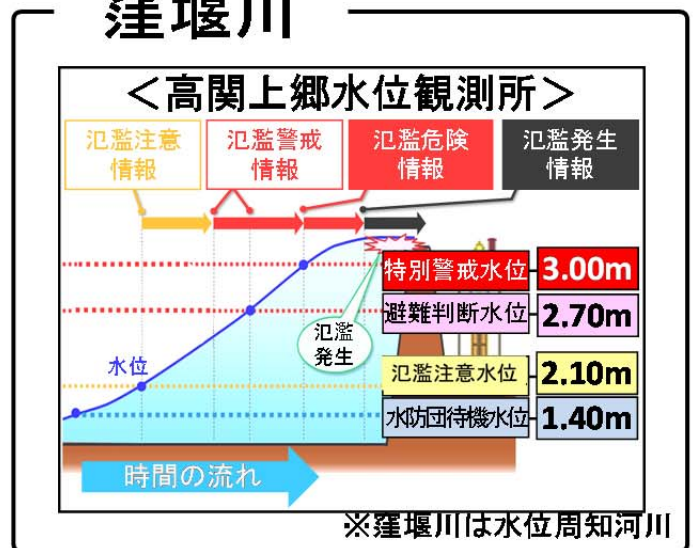 窪堰川
＜高関上郷水位観測所＞
氾濫注意
情報
氾濫警戒
情報
氾濫危険
情報
氾濫発生
情報
特別警戒水位 3.00m
避難判断水位 2.70m
氾濫
発生
水位
氾濫注意水位 2.10m
水防団待機水位 1.40m
時間の流れ
※窪堰川は水位周知河川